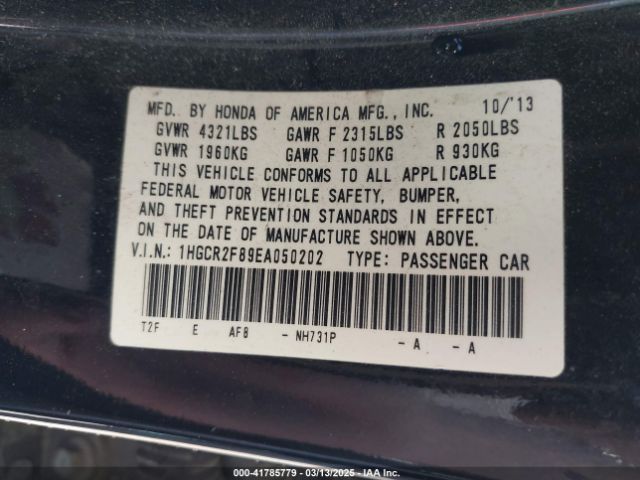 MFD. BY HONDA OF AMERICA MFG., INC. 10/'13
GVWR 4321LBS GAWR F 2315LBS R 2050LBS
GVWR 1960KG GAWR F 1050KG R 930KG
THIS VEHICLE CONFORMS TO ALL APPLICABLE
FEDERAL MOTOR VEHICLE SAFETY, BUMPER,
AND THEFT PREVENTION STANDARDS IN EFFECT
ON THE DATE OF MANUFACTURE SHOWN ABOVE.
V.I.N.: 1HGCR2F89EA050202 TYPE: PASSENGER CAR
T2F E AF8 - NH731P - A - A
000-41785779 - 03/13/2025 - IAA Inc.